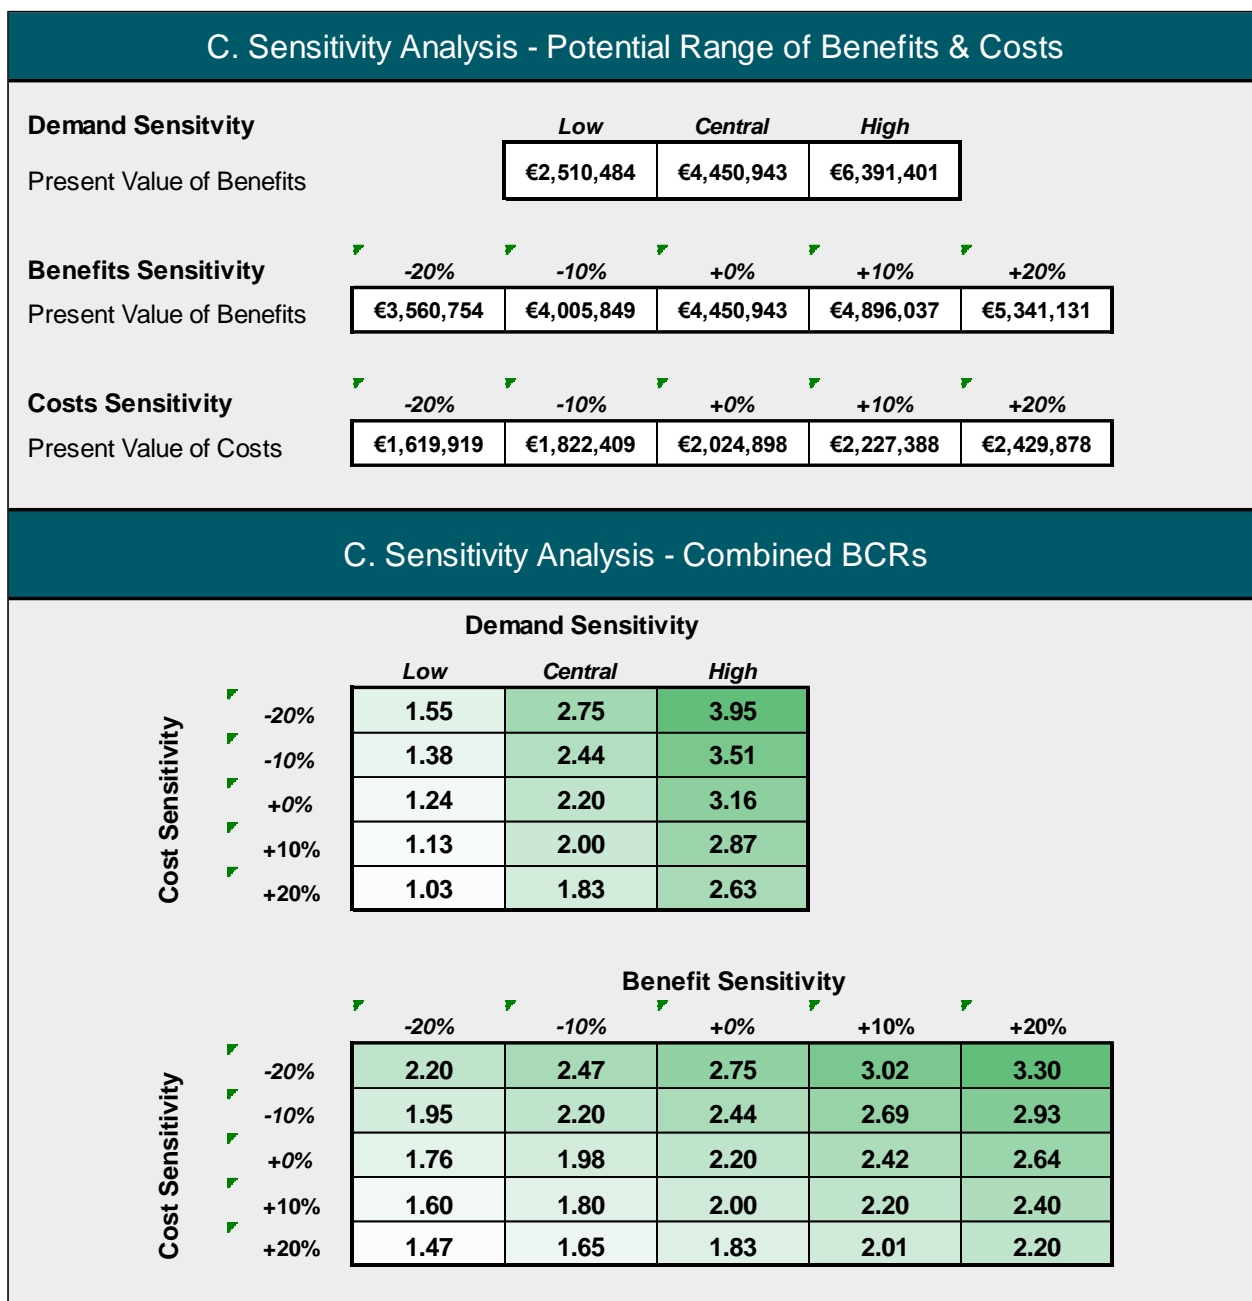 C. Sensitivity Analysis - Potential Range of Benefits & Costs
Demand Sensitvity Low Central High
Present Value of Benefits €2,510,484 €4,450,943 €6,391,401
Benefits Sensitivity -20% -10% +0% +10% +20%
Present Value of Benefits €3,560,754 €4,005,849 €4,450,943 €4,896,037 €5,341,131
Costs Sensitivity -20% -10% +0% +10% +20%
Present Value of Costs €1,619,919 €1,822,409 €2,024,898 €2,227,388 €2,429,878
C. Sensitivity Analysis - Combined BCRs
Demand Sensitivity
Low Central High
Cost Sensitivity
-20% 1.55 2.75 3.95
-10% 1.38 2.44 3.51
+0% 1.24 2.20 3.16
+10% 1.13 2.00 2.87
+20% 1.03 1.83 2.63
Benefit Sensitivity
-20% -10% +0% +10% +20%
Cost Sensitivity
-20% 2.20 2.47 2.75 3.02 3.30
-10% 1.95 2.20 2.44 2.69 2.93
+0% 1.76 1.98 2.20 2.42 2.64
+10% 1.60 1.80 2.00 2.20 2.40
+20% 1.47 1.65 1.83 2.01 2.20